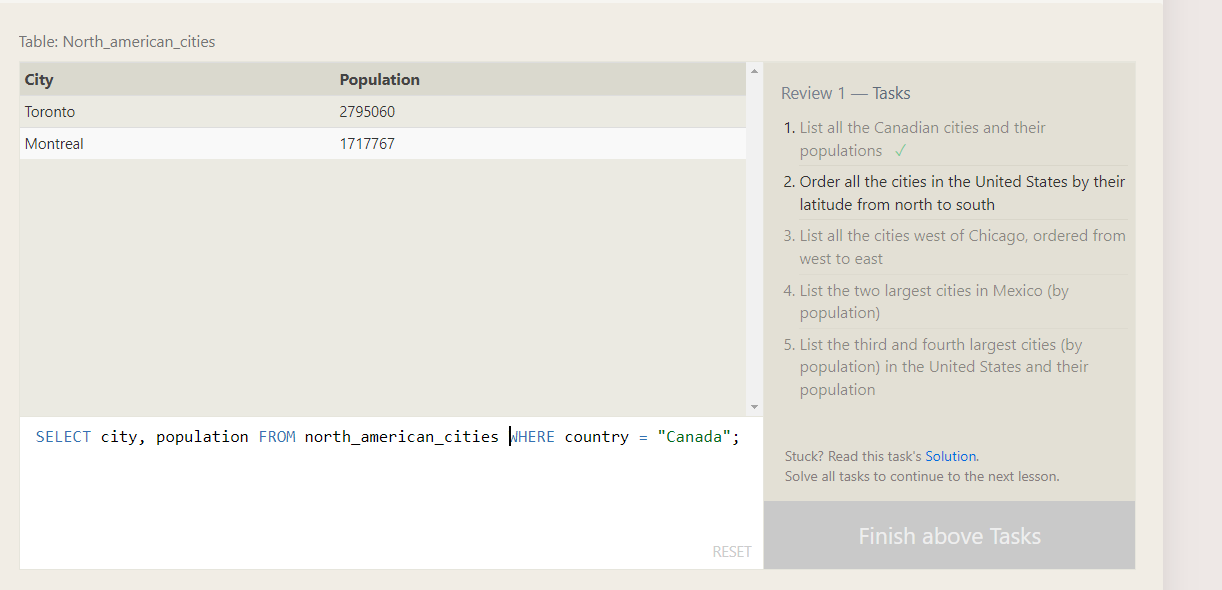 Table: North_american_cities
City Population
Toronto 2795060
Montreal 1717767
SELECT city, population FROM north_american_cities WHERE country = "Canada";
RESET
Review 1 — Tasks
1. List all the Canadian cities and their
populations ✓
2. Order all the cities in the United States by their
latitude from north to south
3. List all the cities west of Chicago, ordered from
west to east
4. List the two largest cities in Mexico (by
population)
5. List the third and fourth largest cities (by
population) in the United States and their
population
Stuck? Read this task's Solution.
Solve all tasks to continue to the next lesson.
Finish above Tasks